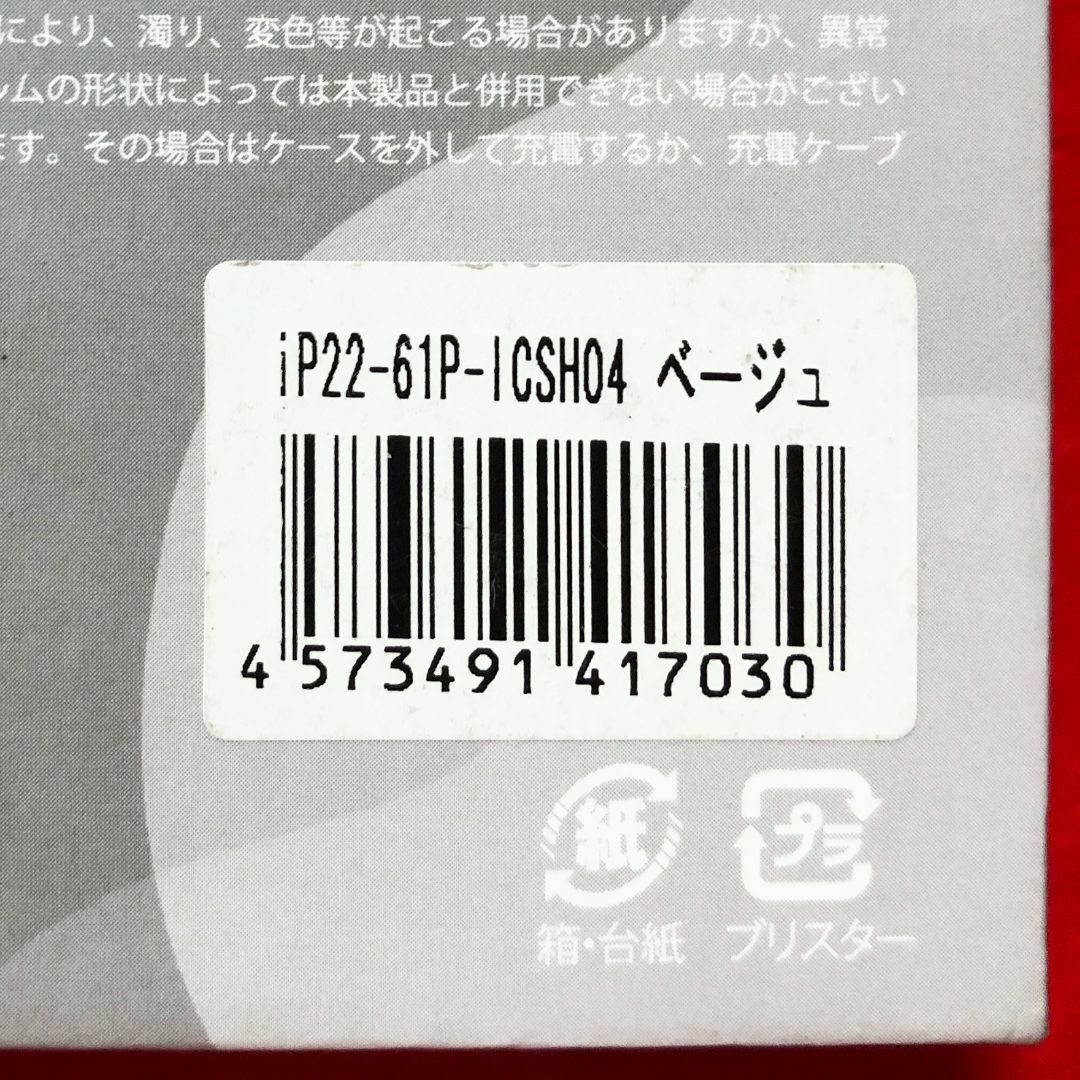 により、濁り、変色等が起こる場合がありますが、異常
ルムの形状によっては本製品と併用できない場合がござい
ます。その場合はケースを外して充電するか、充電ケーブ
iP22-61P-ICSH04 ベージュ
4 573491 417030
紙 プラ
箱・台紙 ブリスター